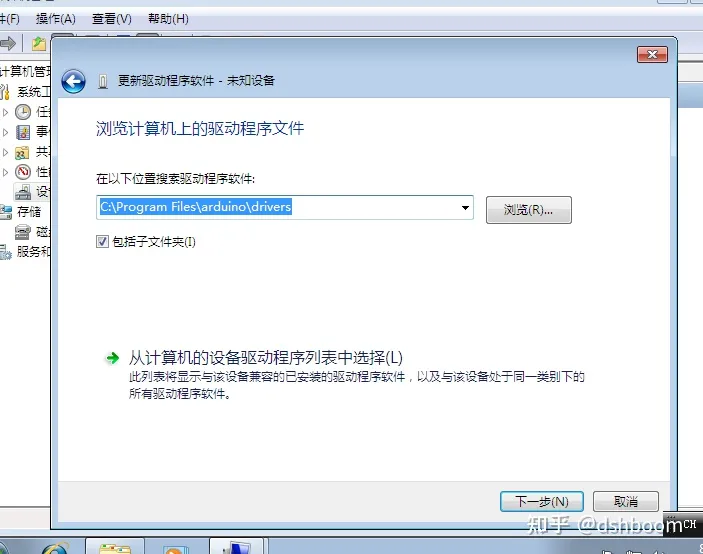 件(F) 操作(A) 查看(V) 帮助(H)
计算机管理
系统工
任
事
共
性
设
存储
磁
服务和
更新驱动程序软件 - 未知设备
浏览计算机上的驱动程序文件
在以下位置搜索驱动程序软件:
C:\Program Files\arduino\drivers
浏览(R)...
包括子文件夹(I)
从计算机的设备驱动程序列表中选择(L)
此列表将显示与该设备兼容的已安装的驱动程序软件，以及与该设备处于同一类别下的
所有驱动程序软件。
下一步(N) 取消
知乎 @dshboom
CH